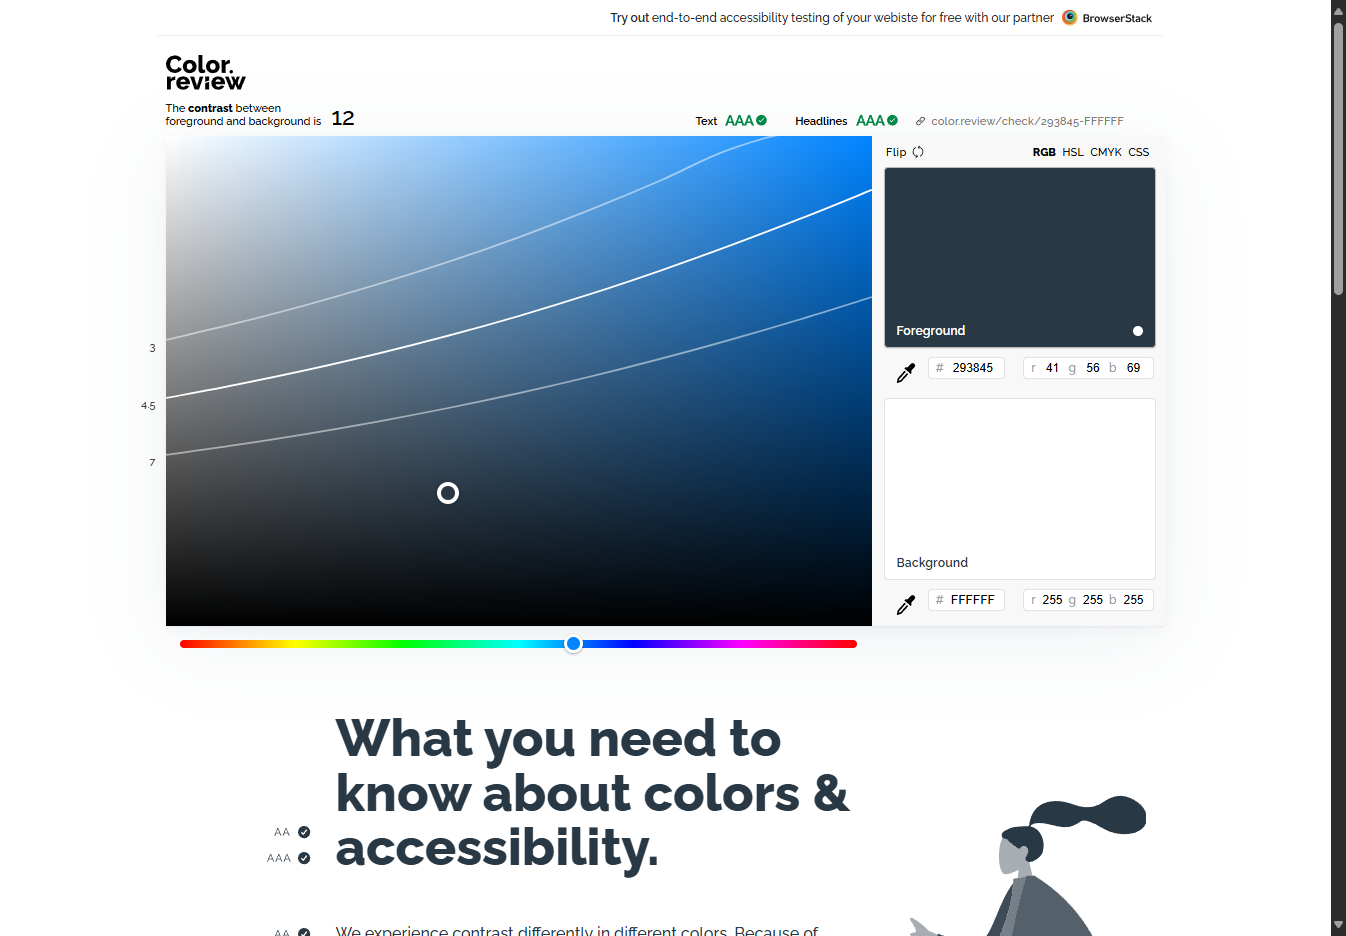 Try out end-to-end accessibility testing of your webiste for free with our partner BrowserStack
Color.
review
The contrast between
foreground and background is 12
Text AAA
Headlines AAA
color.review/check/293845-FFFFFF
3
4.5
7
Flip
RGB HSL CMYK CSS
Foreground
# 293845
r 41 g 56 b 69
Background
# FFFFFF
r 255 g 255 b 255
What you need to
know about colors &
accessibility.
AA
AAA
AA
We experience contrast differently in different colors. Because of